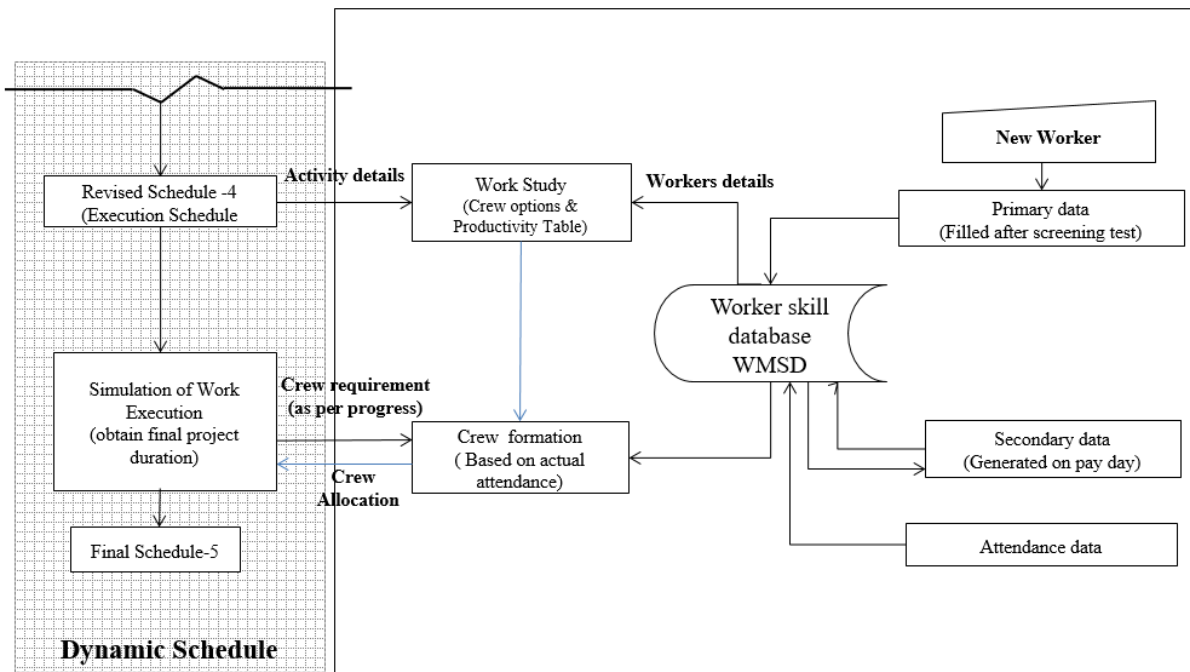 New Worker
Activity details
Revised Schedule -4
(Execution Schedule
Work Study
(Crew options &
Productivity Table)
Workers details
Primary data
(Filled after screening test)
Worker skill
database
WMSD
Simulation of Work
Execution
(obtain final project
duration)
Crew requirement
(as per progress)
Crew formation
( Based on actual
attendance)
Crew
Allocation
Secondary data
(Generated on pay day)
Final Schedule-5
Attendance data
Dynamic Schedule